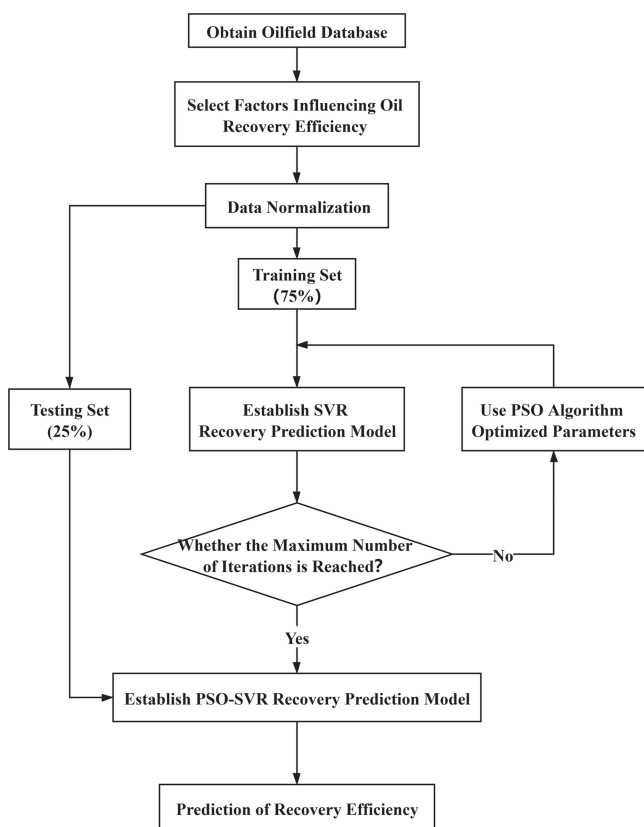 Obtain Oilfield Database
Select Factors Influencing Oil
Recovery Efficiency
Data Normalization
Training Set
(75%)
Testing Set
(25%)
Establish SVR
Recovery Prediction Model
Use PSO Algorithm
Optimized Parameters
Whether the Maximum Number
of Iterations is Reached?
No
Yes
Establish PSO-SVR Recovery Prediction Model
Prediction of Recovery Efficiency